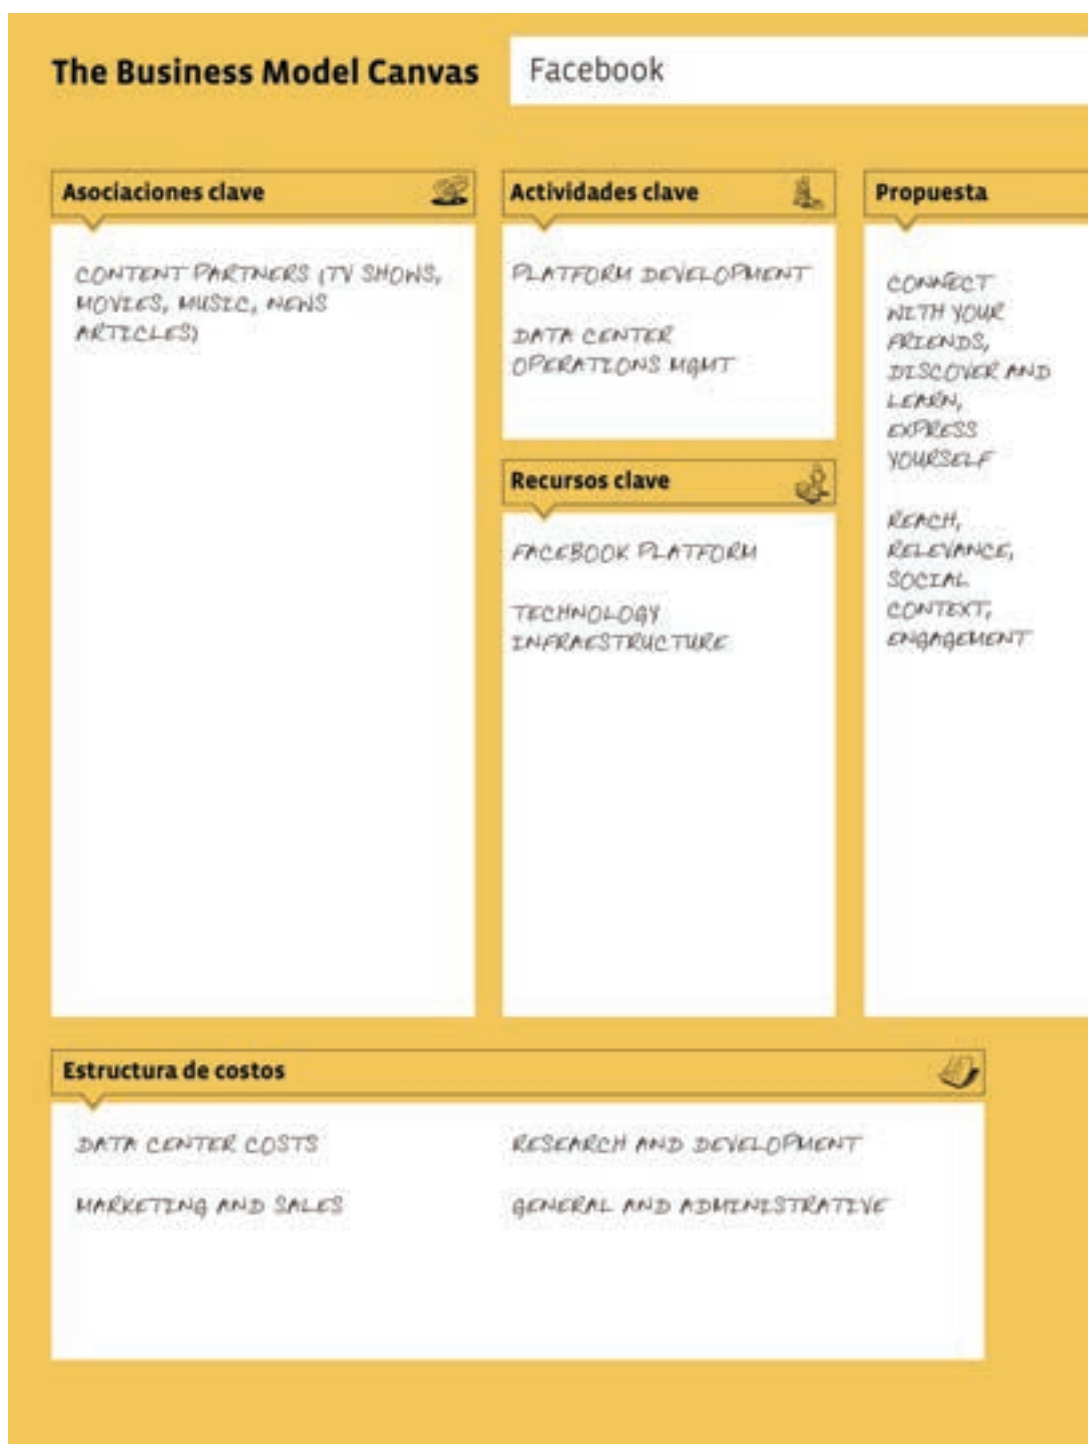 The Business Model Canvas
Facebook
Asociaciones clave
CONTENT PARTNERS (TV SHOWS,
MOVIES, MUSIC, NEWS
ARTICLES)
Actividades clave
PLATFORM DEVELOPMENT
DATA CENTER
OPERATIONS MGMT
Recursos clave
FACEBOOK PLATFORM
TECHNOLOGY
INFRAESTRUCTURE
Propuesta
CONNECT
WITH YOUR
FRIENDS,
DISCOVER AND
LEARN,
EXPRESS
YOURSELF
REACH,
RELEVANCE,
SOCIAL
CONTEXT,
ENGAGEMENT
Estructura de costos
DATA CENTER COSTS
MARKETING AND SALES
RESEARCH AND DEVELOPMENT
GENERAL AND ADMINISTRATIVE